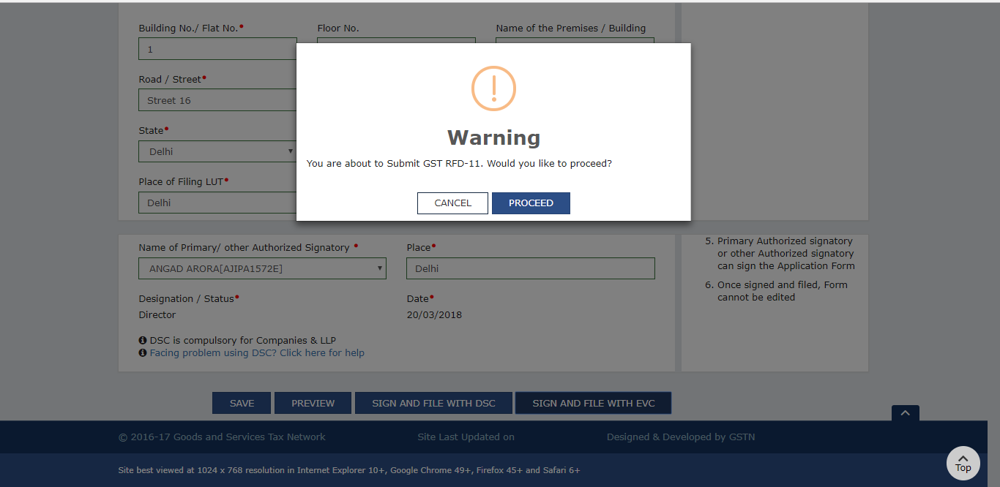 Building No./ Flat No.•
Floor No.
Name of the Premises / Building
1
Road / Street•
Street 16
State•
Delhi
Place of Filing LUT•
Delhi
!
Warning
You are about to Submit GST RFD-11. Would you like to proceed?
CANCEL
PROCEED
Name of Primary/ other Authorized Signatory •
ANGAD ARORA[AJIPA1572E]
Place•
Delhi
Designation / Status•
Director
Date•
20/03/2018
DSC is compulsory for Companies & LLP
Facing problem using DSC? Click here for help
5. Primary Authorized signatory
or other Authorized signatory
can sign the Application Form
6. Once signed and filed, Form
cannot be edited
SAVE
PREVIEW
SIGN AND FILE WITH DSC
SIGN AND FILE WITH EVC
© 2016-17 Goods and Services Tax Network
Site Last Updated on
Designed & Developed by GSTN
Site best viewed at 1024 x 768 resolution in Internet Explorer 10+, Google Chrome 49+, Firefox 45+ and Safari 6+
Top